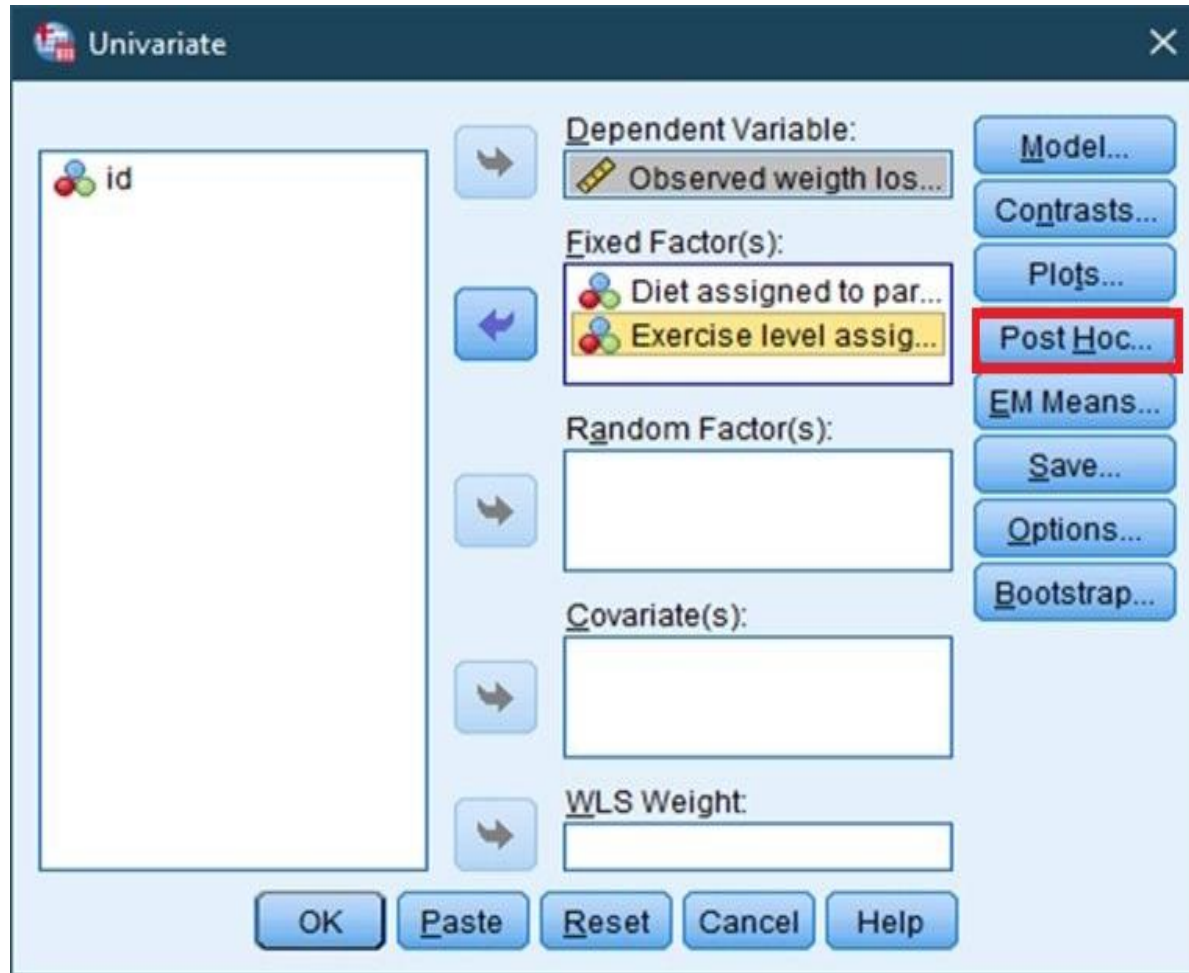 Univariate
id
Dependent Variable:
Observed weigth los...
Fixed Factor(s):
Diet assigned to par...
Exercise level assig...
Random Factor(s):
Covariate(s):
WLS Weight:
Model...
Contrasts...
Plots...
Post Hoc...
EM Means...
Save...
Options...
Bootstrap...
OK
Paste
Reset
Cancel
Help